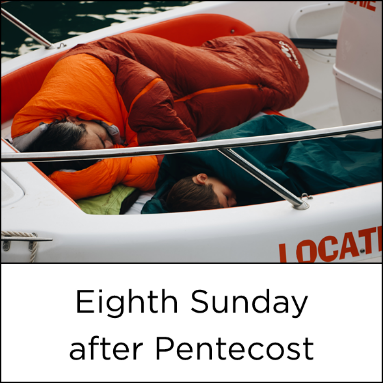 LOCATI
Eighth Sunday
after Pentecost